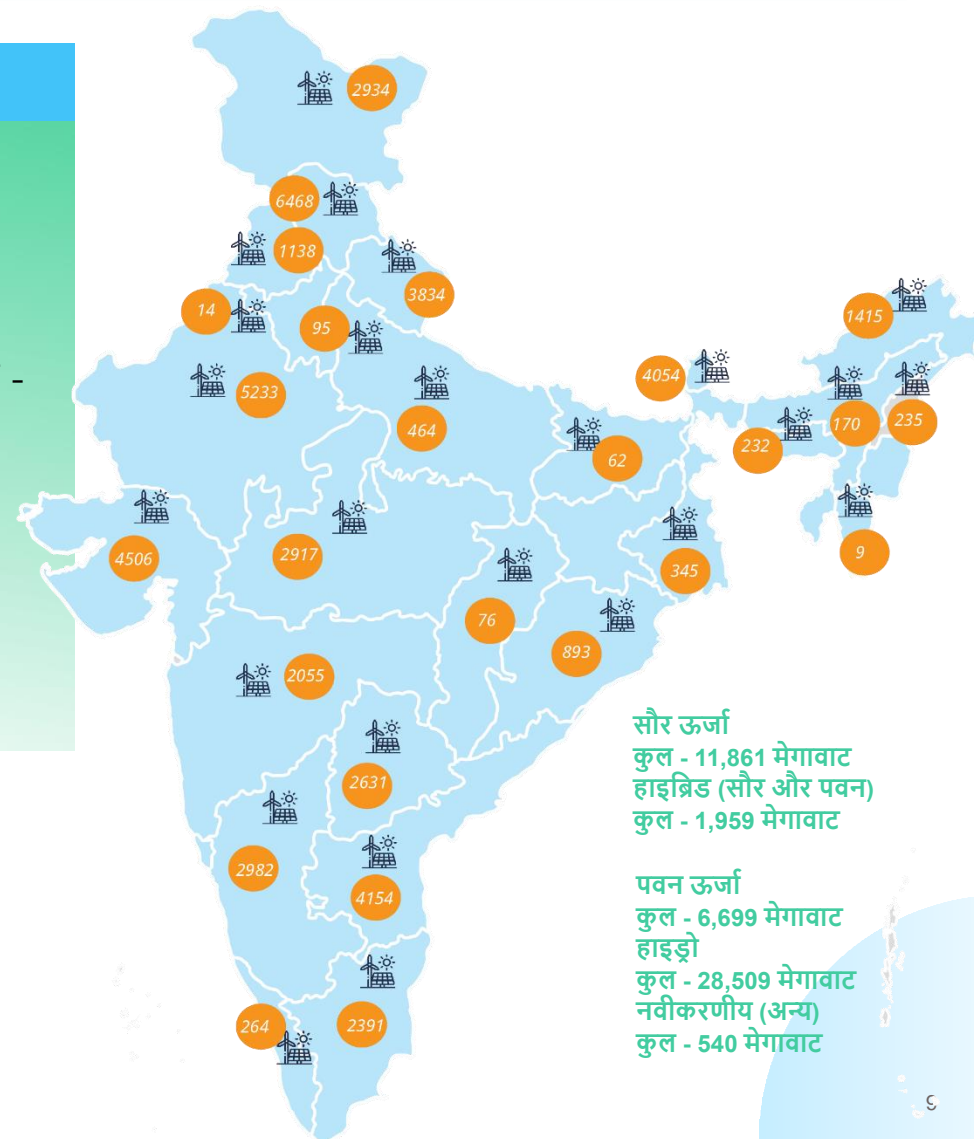 2934
6468
1138
3834
14
95
1415
-
5233
4054
464
170
235
232
62
4506
2917
9
345
76
893
2055
2631
2982
4154
264
2391
सौर ऊर्जा
कुल - 11,861 मेगावाट
हाइब्रिड (सौर और पवन)
कुल - 1,959 मेगावाट
पवन ऊर्जा
कुल - 6,699 मेगावाट
हाइड्रो
कुल - 28,509 मेगावाट
नवीकरणीय (अन्य)
कुल - 540 मेगावाट
9